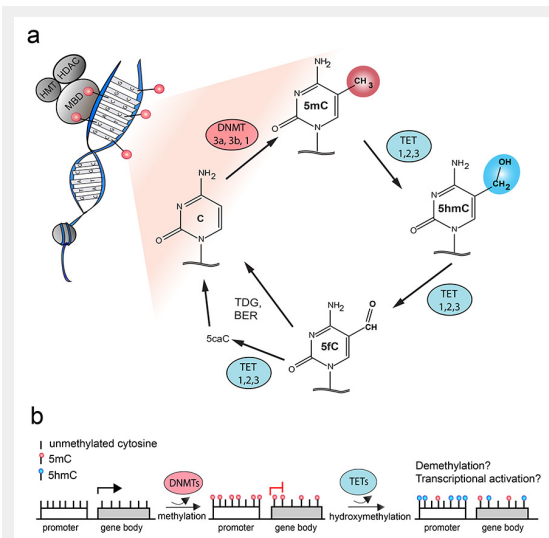 a
HMT
HDAC
MBD
NH2
N
O
N
5mC
CH3
DNMT
3a, 3b, 1
TET
1,2,3
NH2
N
O
N
C
NH2
N
O
N
5hmC
OH
CH2
TET
1,2,3
TDG,
BER
5caC
TET
1,2,3
NH2
N
O
N
5fC
O
CH
b
unmethylated cytosine
5mC
5hmC
promoter
gene body
DNMTs
methylation
promoter
gene body
TETs
hydroxymethylation
Demethylation?
Transcriptional activation?
promoter
gene body